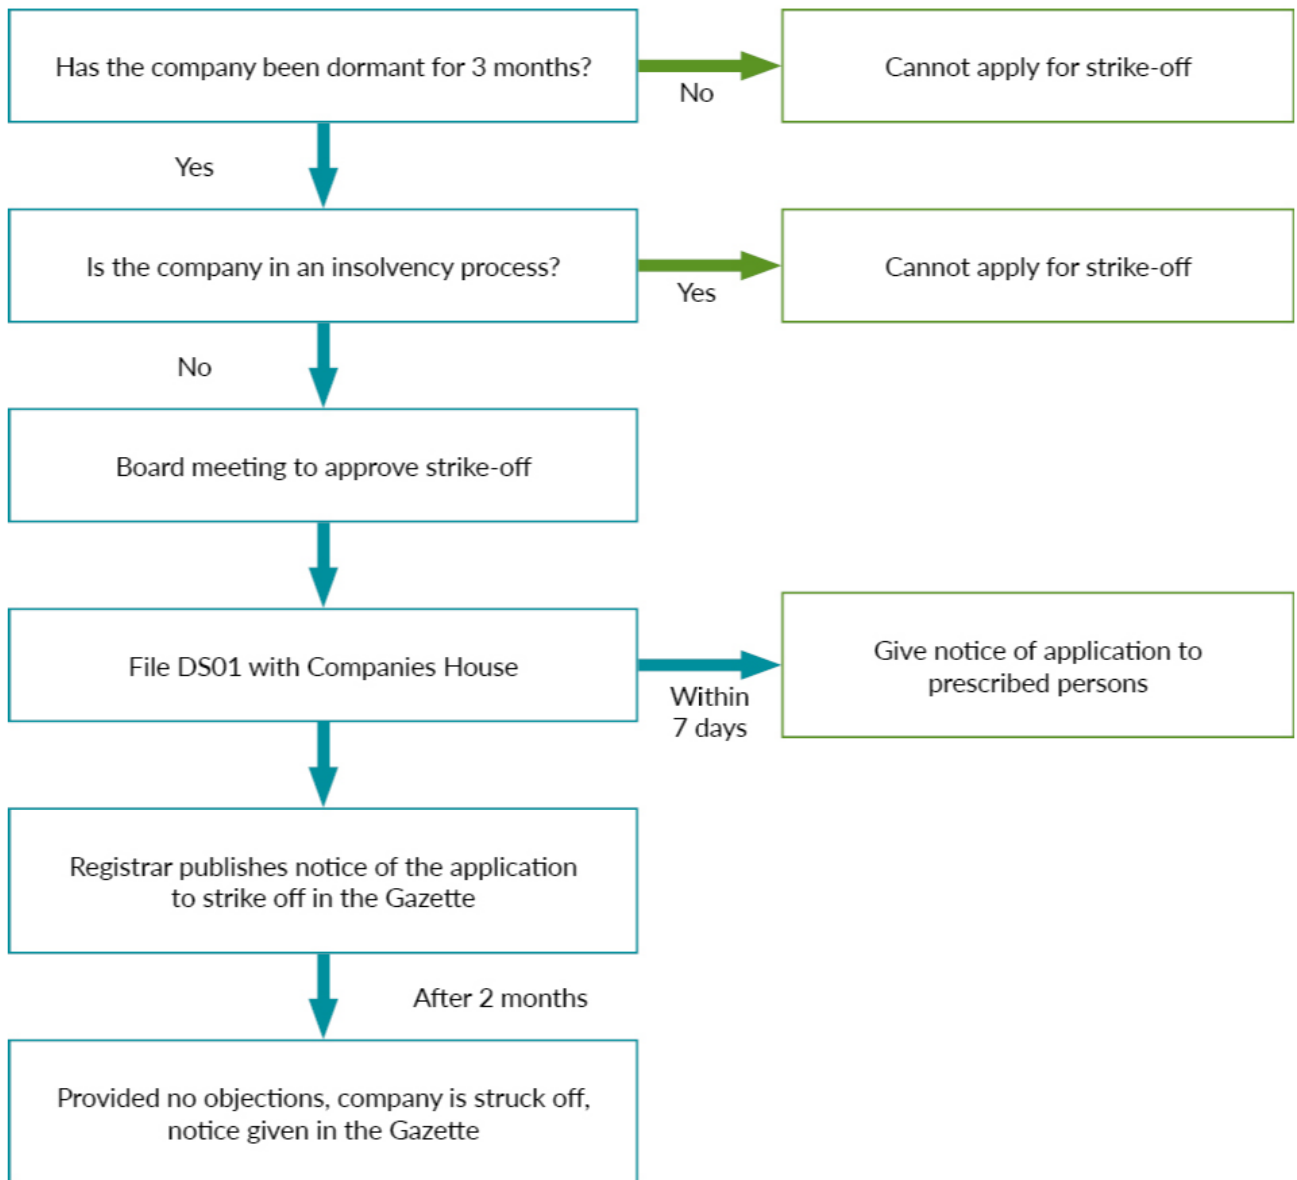 Has the company been dormant for 3 months?
No
Cannot apply for strike-off
Yes
Is the company in an insolvency process?
Yes
Cannot apply for strike-off
No
Board meeting to approve strike-off
File DS01 with Companies House
Within
7 days
Give notice of application to
prescribed persons
Registrar publishes notice of the application
to strike off in the Gazette
After 2 months
Provided no objections, company is struck off,
notice given in the Gazette